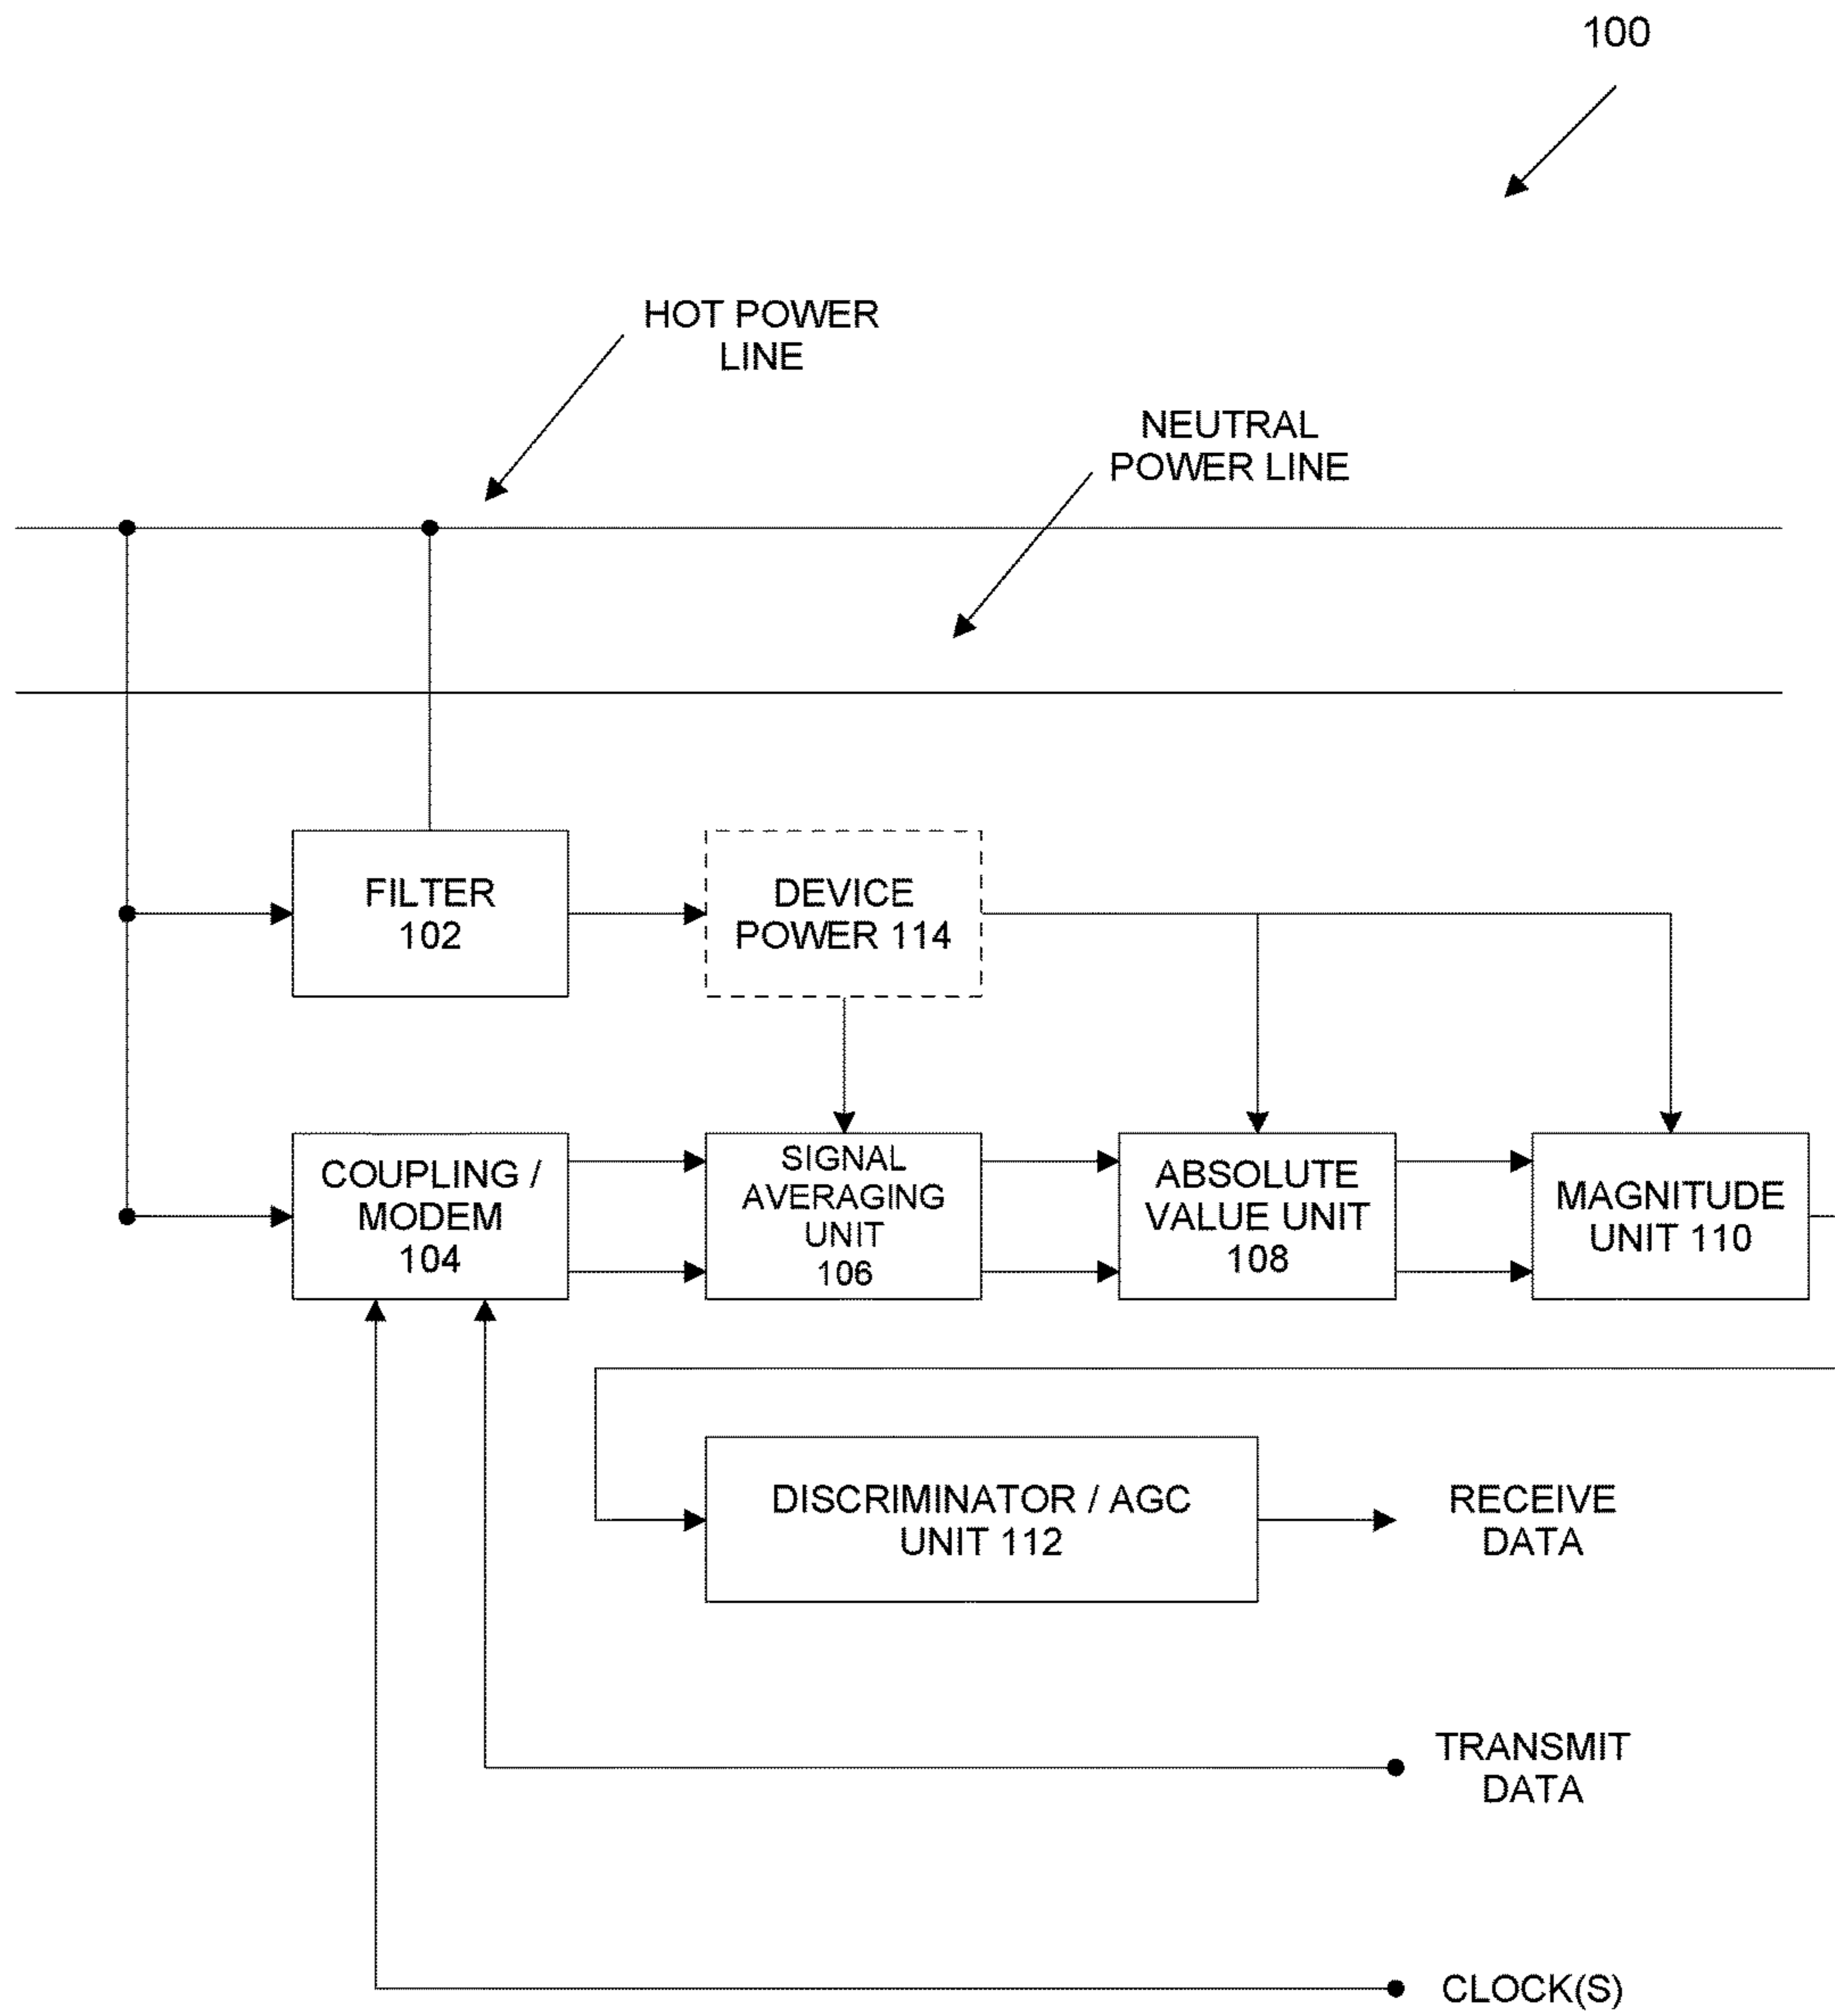 100
HOT POWER
LINE
NEUTRAL
POWER LINE
FILTER
102
DEVICE
POWER 114
COUPLING /
MODEM
104
SIGNAL
AVERAGING
UNIT
106
ABSOLUTE
VALUE UNIT
108
MAGNITUDE
UNIT 110
DISCRIMINATOR / AGC
UNIT 112
RECEIVE
DATA
TRANSMIT
DATA
CLOCK(S)